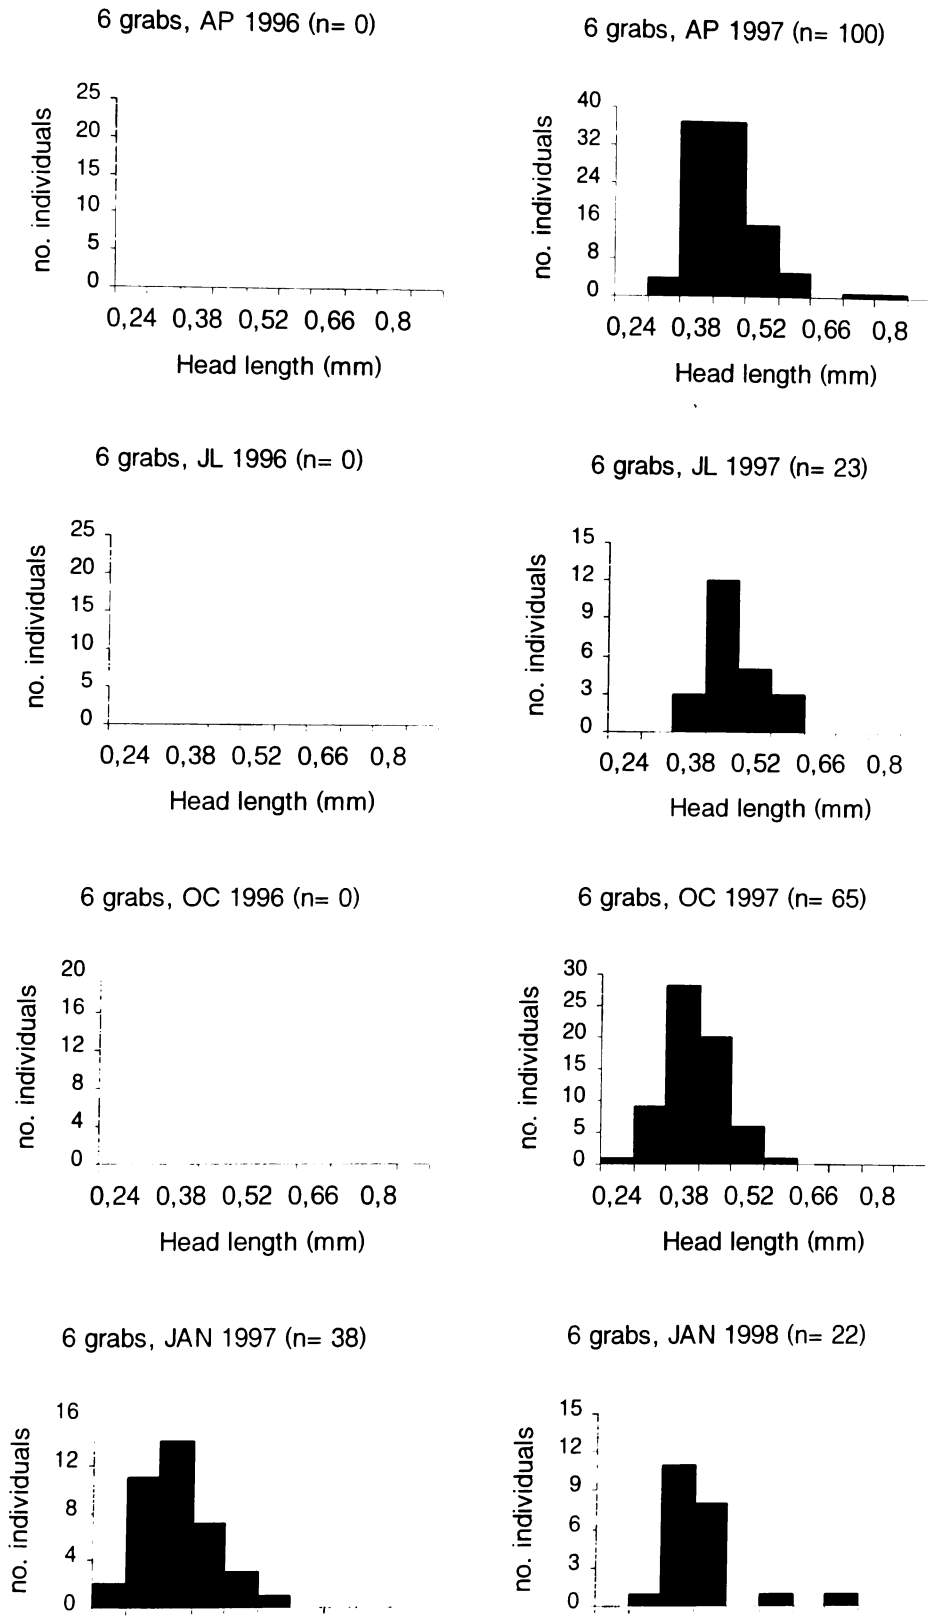 6 grabs, AP 1996 (n= 0)
25
20
15
10
5
0
no. individuals
0,24 0,38 0,52 0,66 0,8
Head length (mm)
6 grabs, AP 1997 (n= 100)
40
32
24
16
8
0
no. individuals
0,24 0,38 0,52 0,66 0,8
Head length (mm)
6 grabs, JL 1996 (n= 0)
25
20
15
10
5
0
no. individuals
0,24 0,38 0,52 0,66 0,8
Head length (mm)
6 grabs, JL 1997 (n= 23)
15
12
9
6
3
0
no. individuals
0,24 0,38 0,52 0,66 0,8
Head length (mm)
6 grabs, OC 1996 (n= 0)
20
16
12
8
4
0
no. individuals
0,24 0,38 0,52 0,66 0,8
Head length (mm)
6 grabs, OC 1997 (n= 65)
30
25
20
15
10
5
0
no. individuals
0,24 0,38 0,52 0,66 0,8
Head length (mm)
6 grabs, JAN 1997 (n= 38)
16
12
8
4
0
no. individuals
6 grabs, JAN 1998 (n= 22)
15
12
9
6
3
0
no. individuals